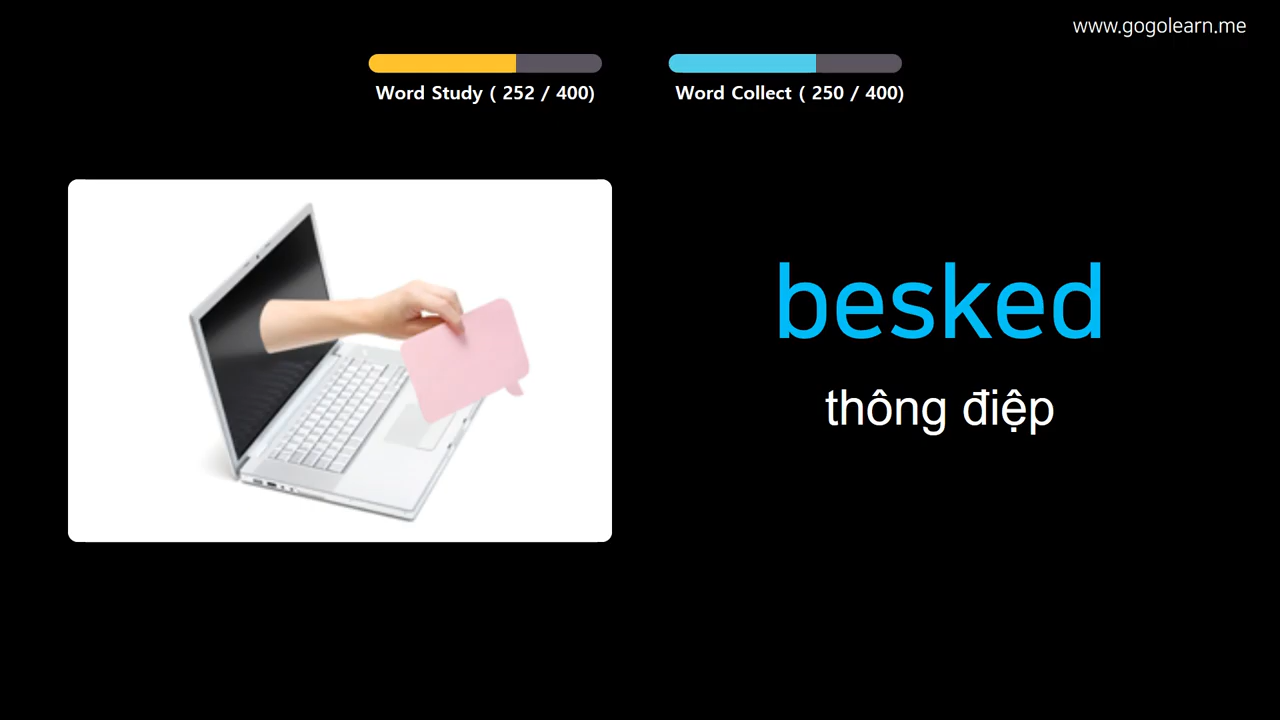 www.gogolearn.me
Word Study ( 252 / 400)
Word Collect ( 250 / 400)
besked
thông điệp